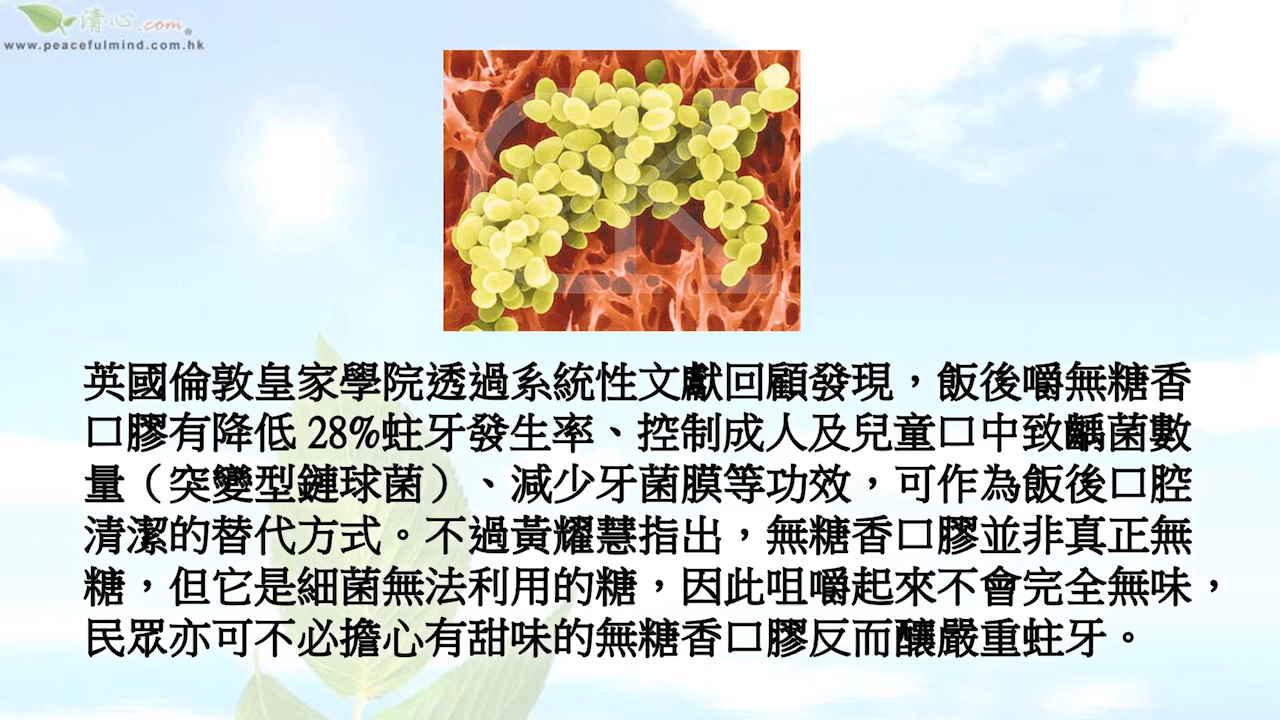 清心.com
www.peacefulmind.com.hk
英國倫敦皇家學院透過系統性文獻回顧發現，飯後嚼無糖香
口膠有降低 28%蛀牙發生率、控制成人及兒童口中致齲菌數
量（突變型鏈球菌）、減少牙菌膜等功效，可作為飯後口腔
清潔的替代方式。不過黃耀慧指出，無糖香口膠並非真正無
糖，但它是細菌無法利用的糖，因此咀嚼起來不會完全無味，
民眾亦可不必擔心有甜味的無糖香口膠反而釀嚴重蛀牙。